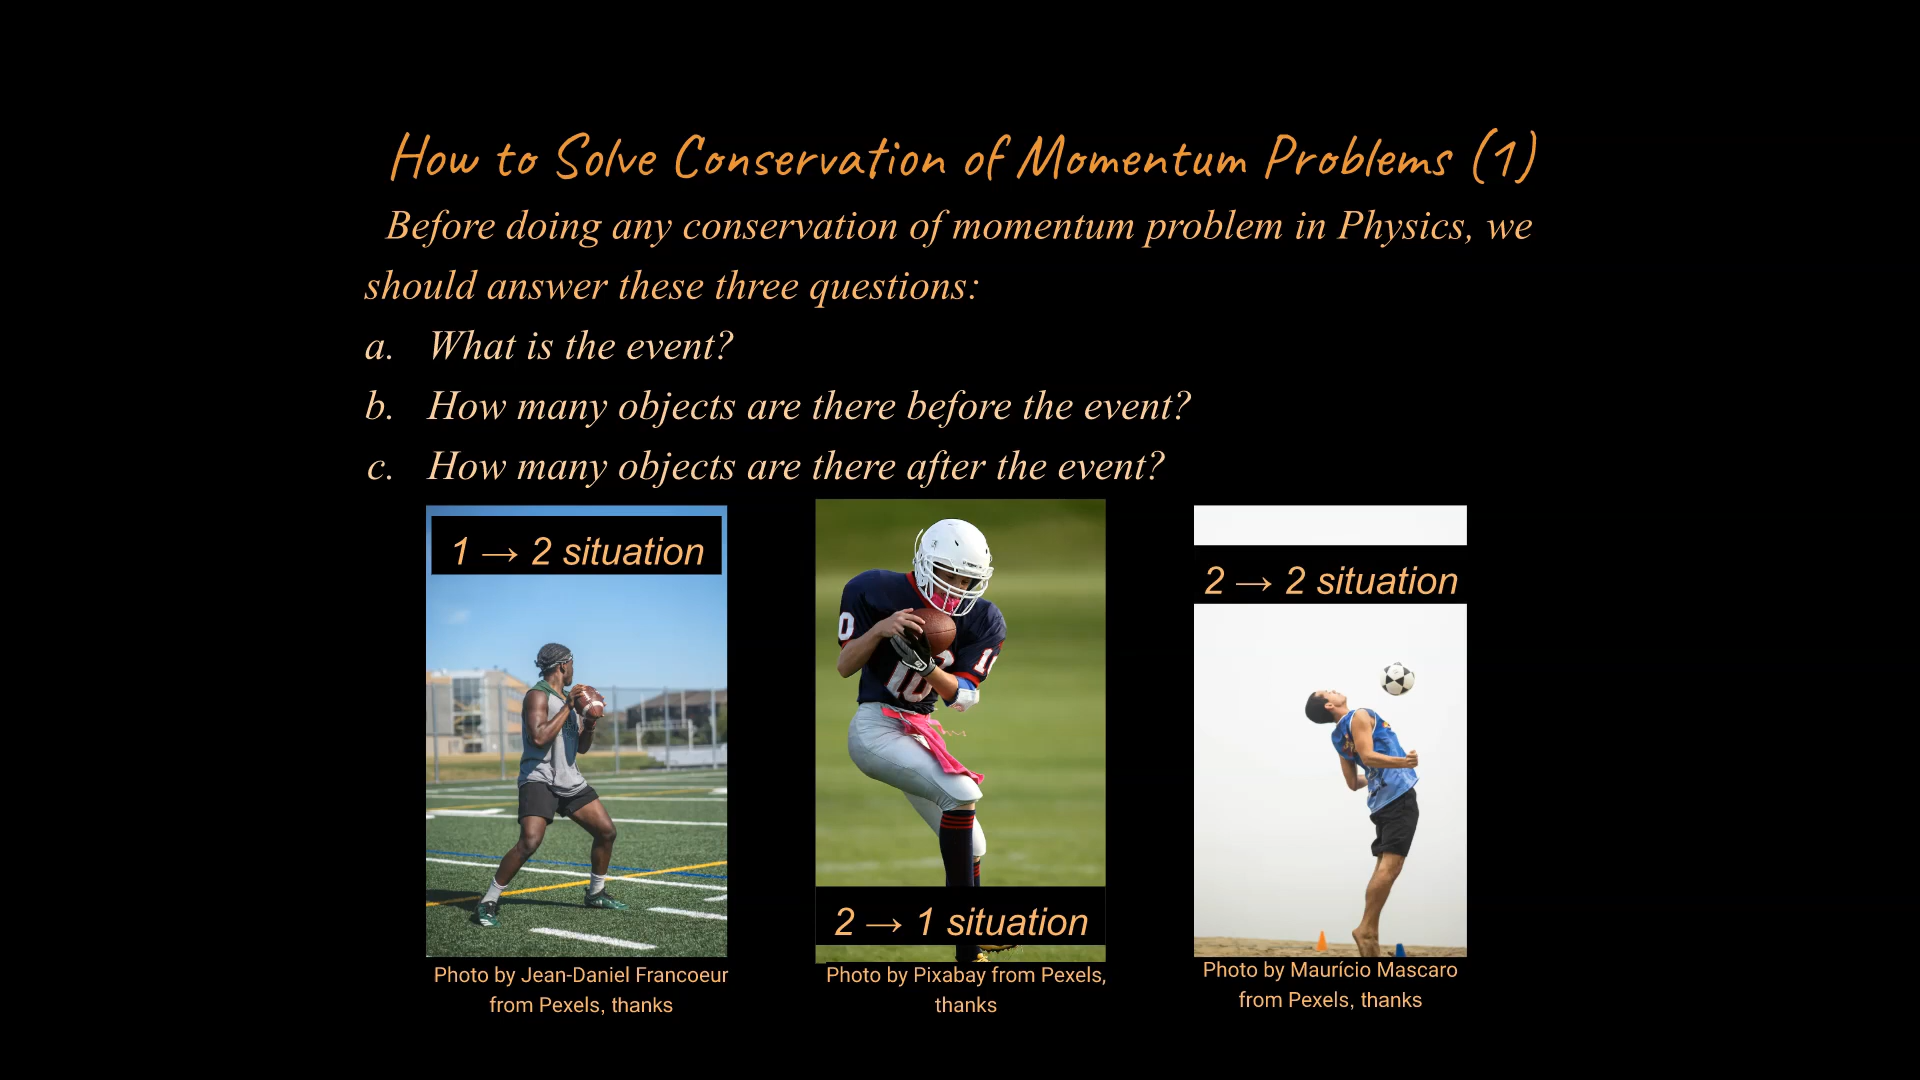 How to Solve Conservation of Momentum Problems (1)
Before doing any conservation of momentum problem in Physics, we
should answer these three questions:
a. What is the event?
b. How many objects are there before the event?
c. How many objects are there after the event?
1 → 2 situation
2 → 1 situation
2 → 2 situation
10
Photo by Jean-Daniel Francoeur
from Pexels, thanks
Photo by Pixabay from Pexels,
thanks
Photo by Maurício Mascaro
from Pexels, thanks